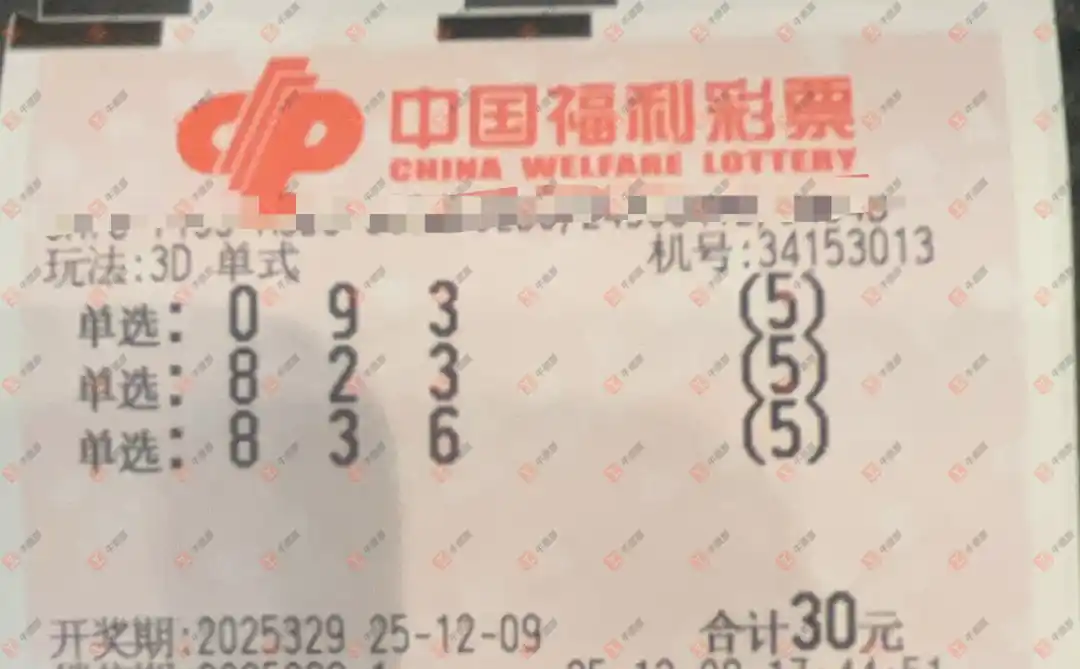 中国福利彩票
CHINA WELFARE LOTTERY
玩法:3D 单式 机号:34153013
单选: 0 9 3 (5)
单选: 8 2 3 (5)
单选: 8 3 6 (5)
开奖期:2025329 25-12-09 合计30元